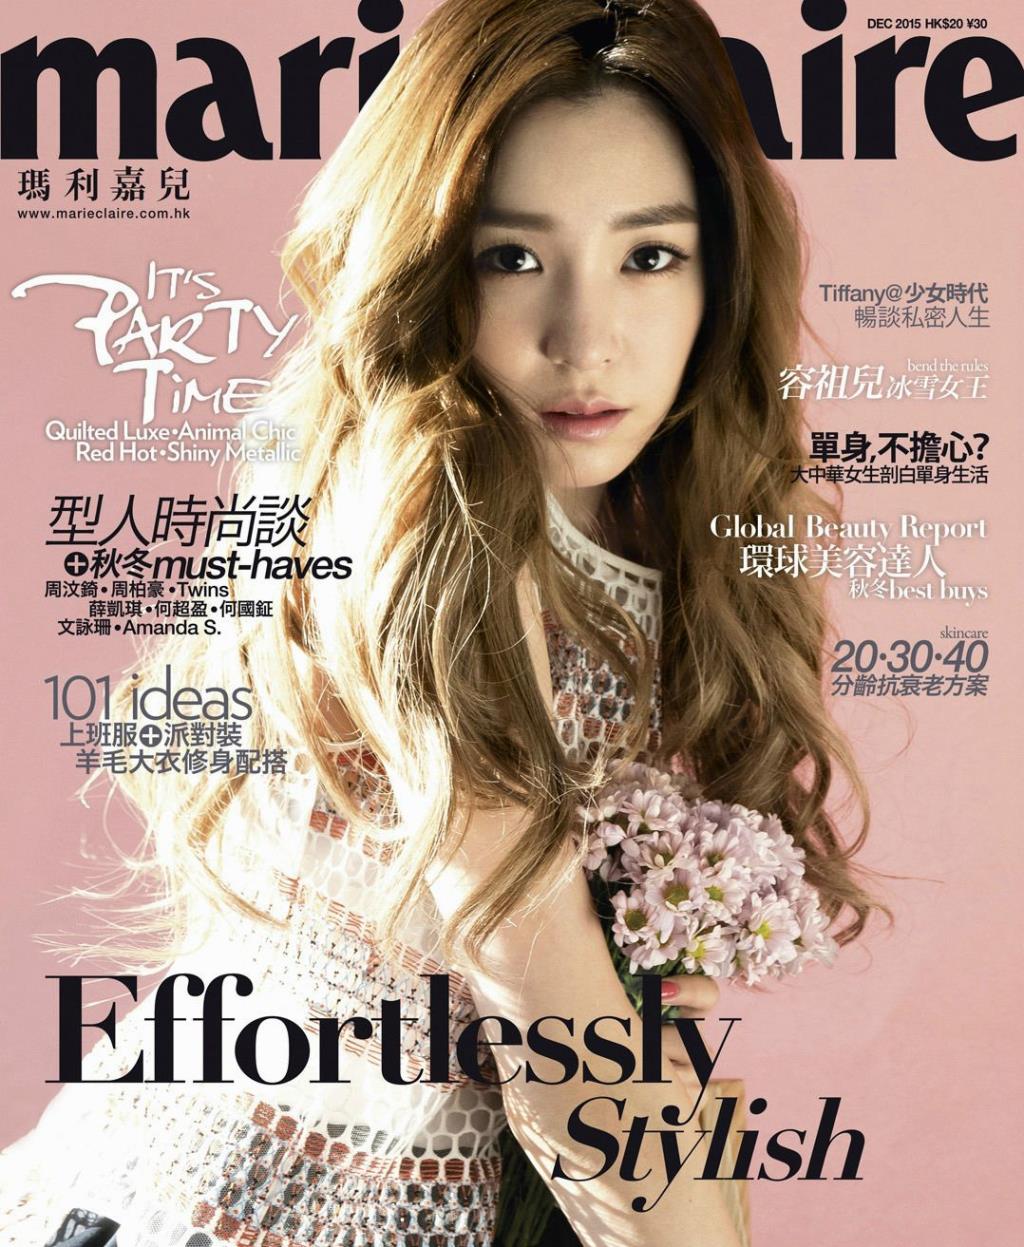 DEC 2015 HK$20 ¥30
mari aire
瑪利嘉兒
www.marieclaire.com.hk
IT'S
PARTY
TIME
Quilted Luxe•Animal Chic
Red Hot•Shiny Metallic
型人時尚談
+秋冬must-haves
周汶錡•周柏豪•Twins
薛凱琪•何超盈•何國鉦
文詠珊•Amanda S.
101 ideas
上班服+派對裝
羊毛大衣修身配搭
Tiffany@少女時代
暢談私密人生
bend the rules
容祖兒冰雪女王
單身,不擔心?
大中華女生剖白單身生活
Global Beauty Report
環球美容達人
秋冬best buys
skincare
20•30•40
分齡抗衰老方案
Effortlessly
Stylish